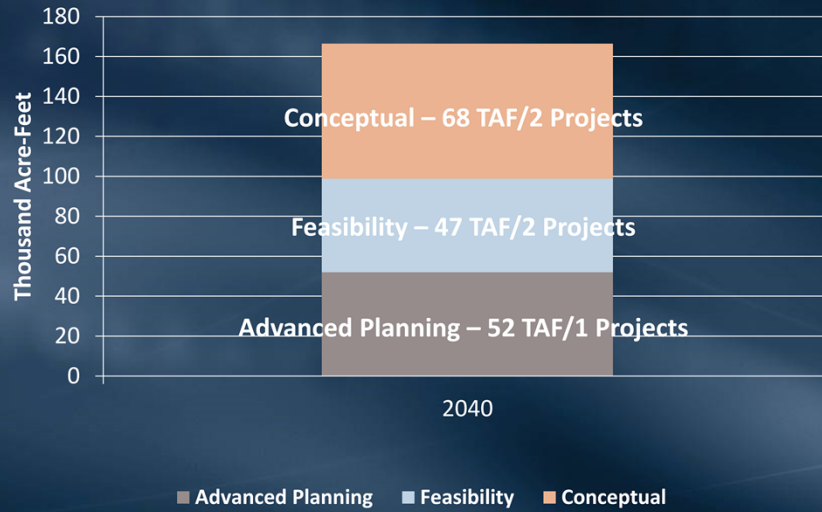 180
160
140
120
100
80
60
40
20
0
Thousand Acre-Feet
Conceptual – 68 TAF/2 Projects
Feasibility – 47 TAF/2 Projects
Advanced Planning – 52 TAF/1 Projects
2040
Advanced Planning Feasibility Conceptual